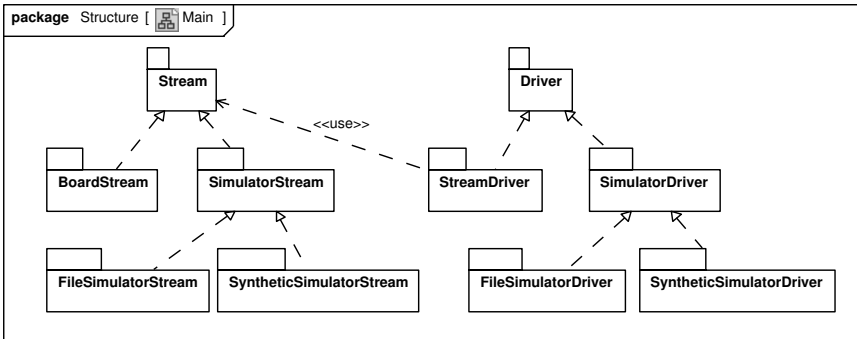 package Structure [ Main ]
Stream
Driver
<<use>>
BoardStream
SimulatorStream
StreamDriver
SimulatorDriver
FileSimulatorStream
SyntheticSimulatorStream
FileSimulatorDriver
SyntheticSimulatorDriver